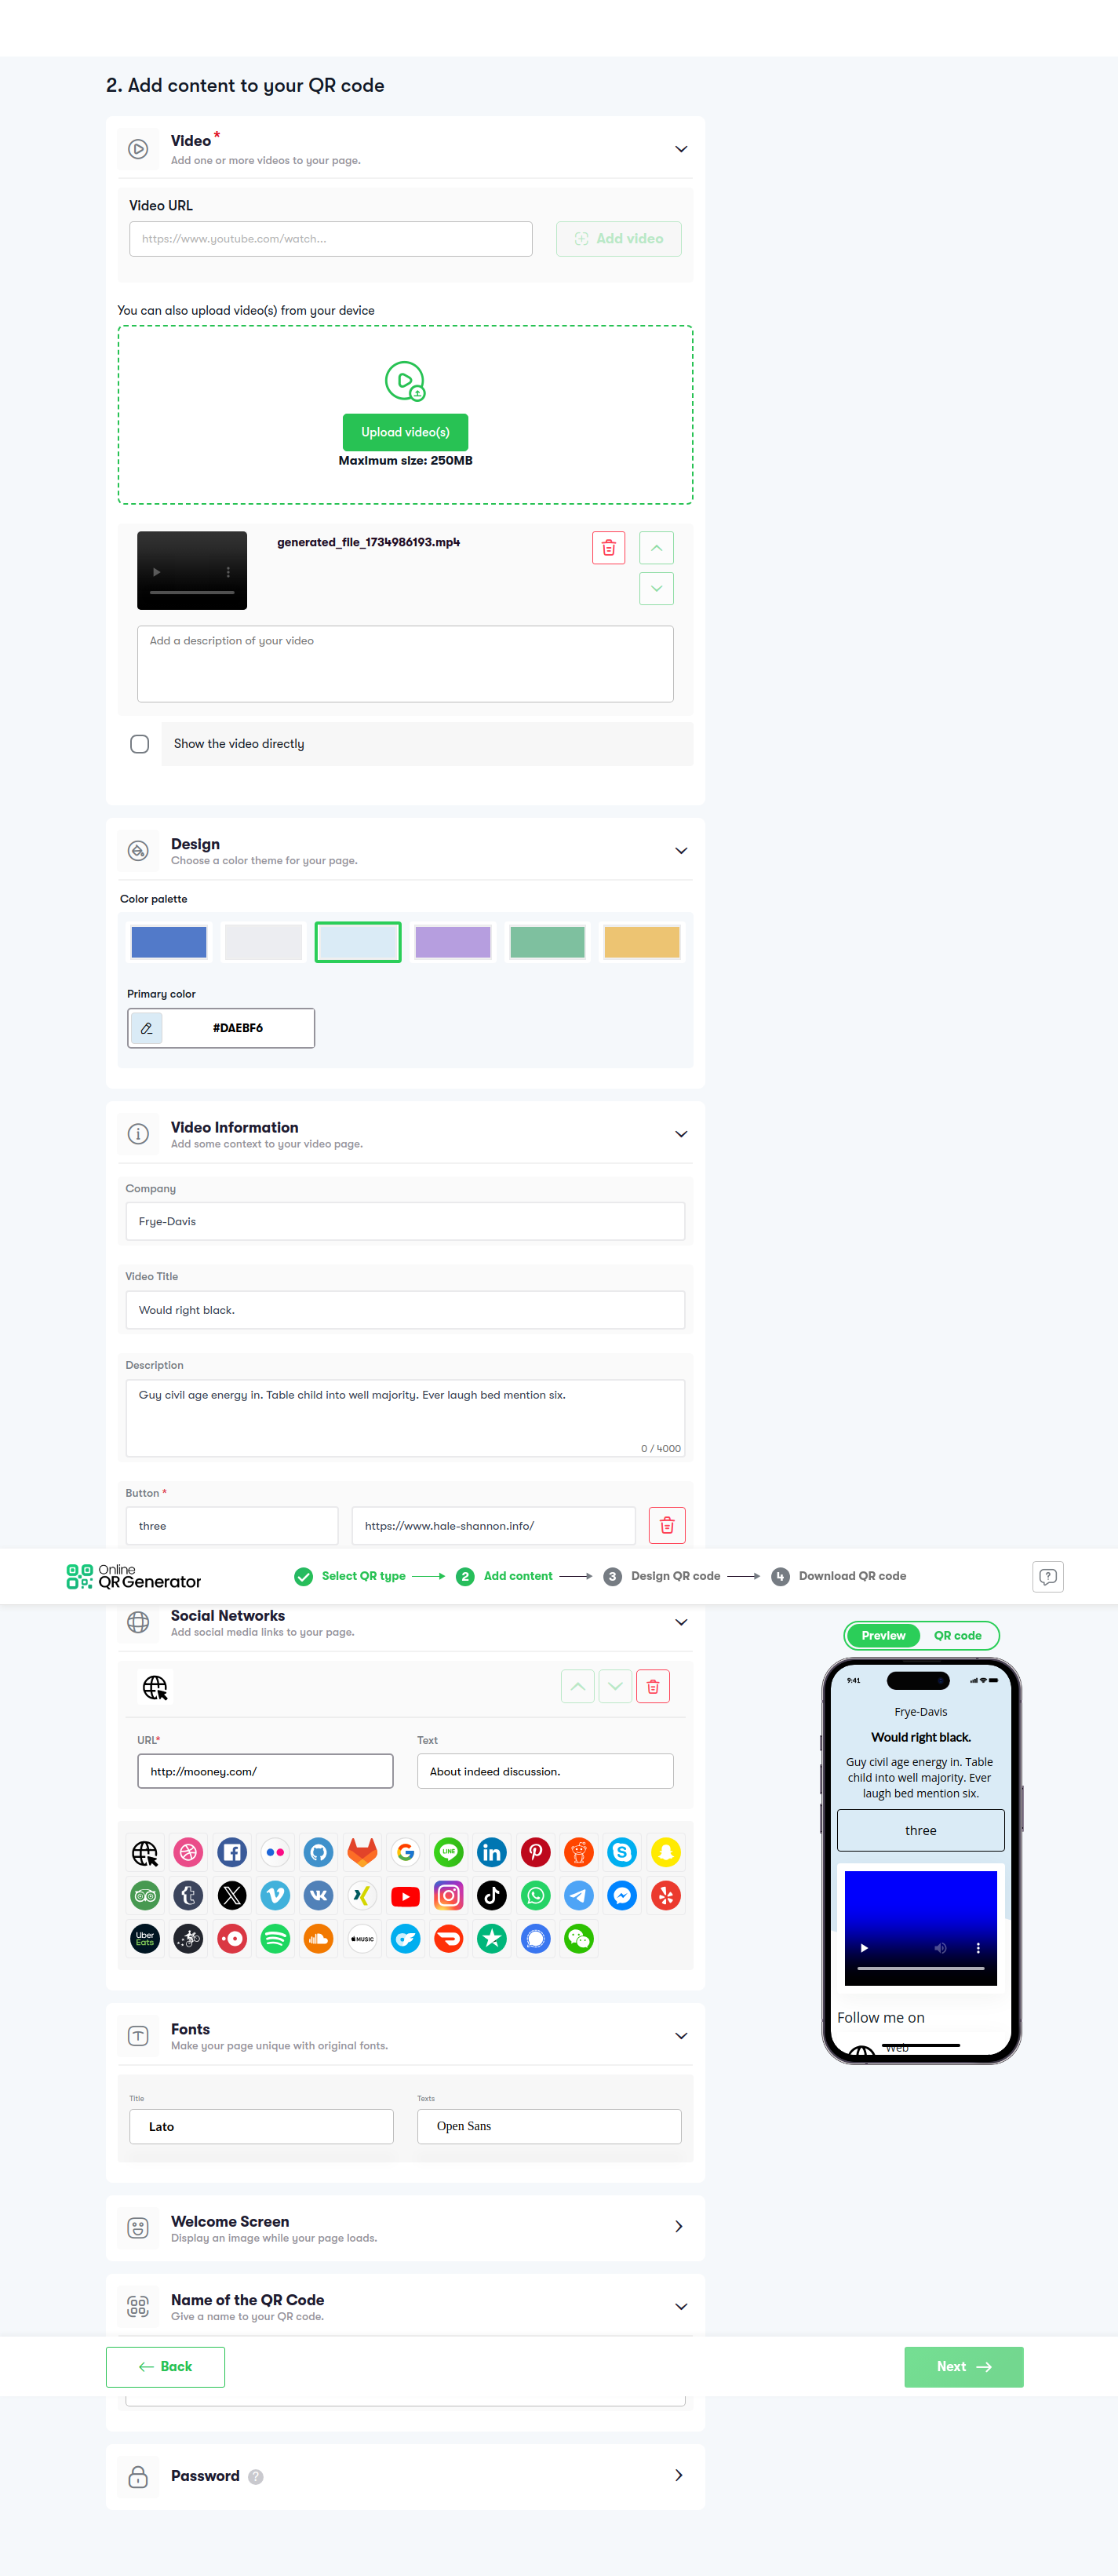 2. Add content to your QR code
Video *
Add one or more videos to your page.
Video URL
https://www.youtube.com/watch...
Add video
You can also upload video(s) from your device
Upload video(s)
Maximum size: 250MB
generated_file_1734986193.mp4
Add a description of your video
Show the video directly
Design
Choose a color theme for your page.
Color palette
Primary color
#DAEBF6
Video Information
Add some context to your video page.
Company
Frye-Davis
Video Title
Would right black.
Description
Guy civil age energy in. Table child into well majority. Ever laugh bed mention six.
0 / 4000
Button *
three
https://www.hale-shannon.info/
Online
QR Generator
Select QR type
2 Add content
3 Design QR code
4 Download QR code
?
Social Networks
Add social media links to your page.
URL*
Text
http://mooney.com/
About indeed discussion.
LINE
Uber
Eats
MUSIC
Preview
QR code
9:41
Frye-Davis
Would right black.
Guy civil age energy in. Table
child into well majority. Ever
laugh bed mention six.
three
Follow me on
Web
Fonts
Make your page unique with original fonts.
Title
Texts
Lato
Open Sans
Welcome Screen
Display an image while your page loads.
Name of the QR Code
Give a name to your QR code.
Back
Next
Password ?